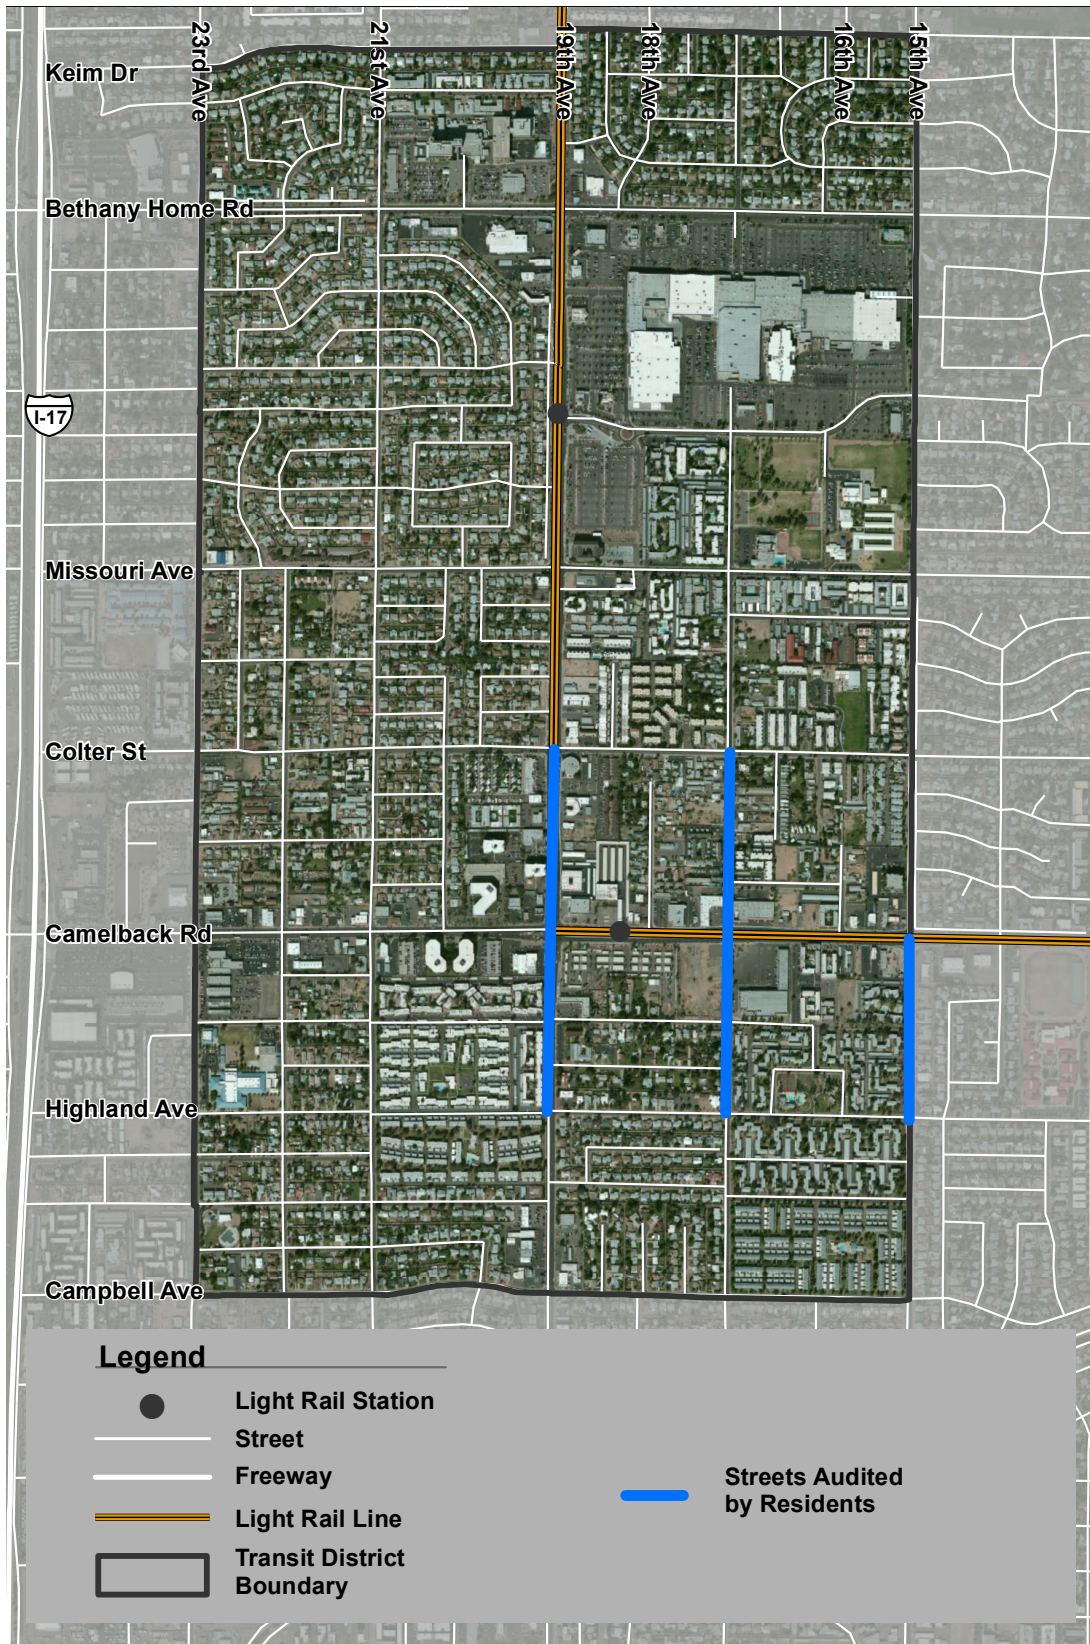 23rd Ave
21st Ave
19th Ave
18th Ave
16th Ave
15th Ave
Keim Dr
Bethany Home Rd
I-17
Missouri Ave
Colter St
Camelback Rd
Highland Ave
Campbell Ave
Legend
Light Rail Station
Street
Freeway
Light Rail Line
Transit District
Boundary
Streets Audited
by Residents